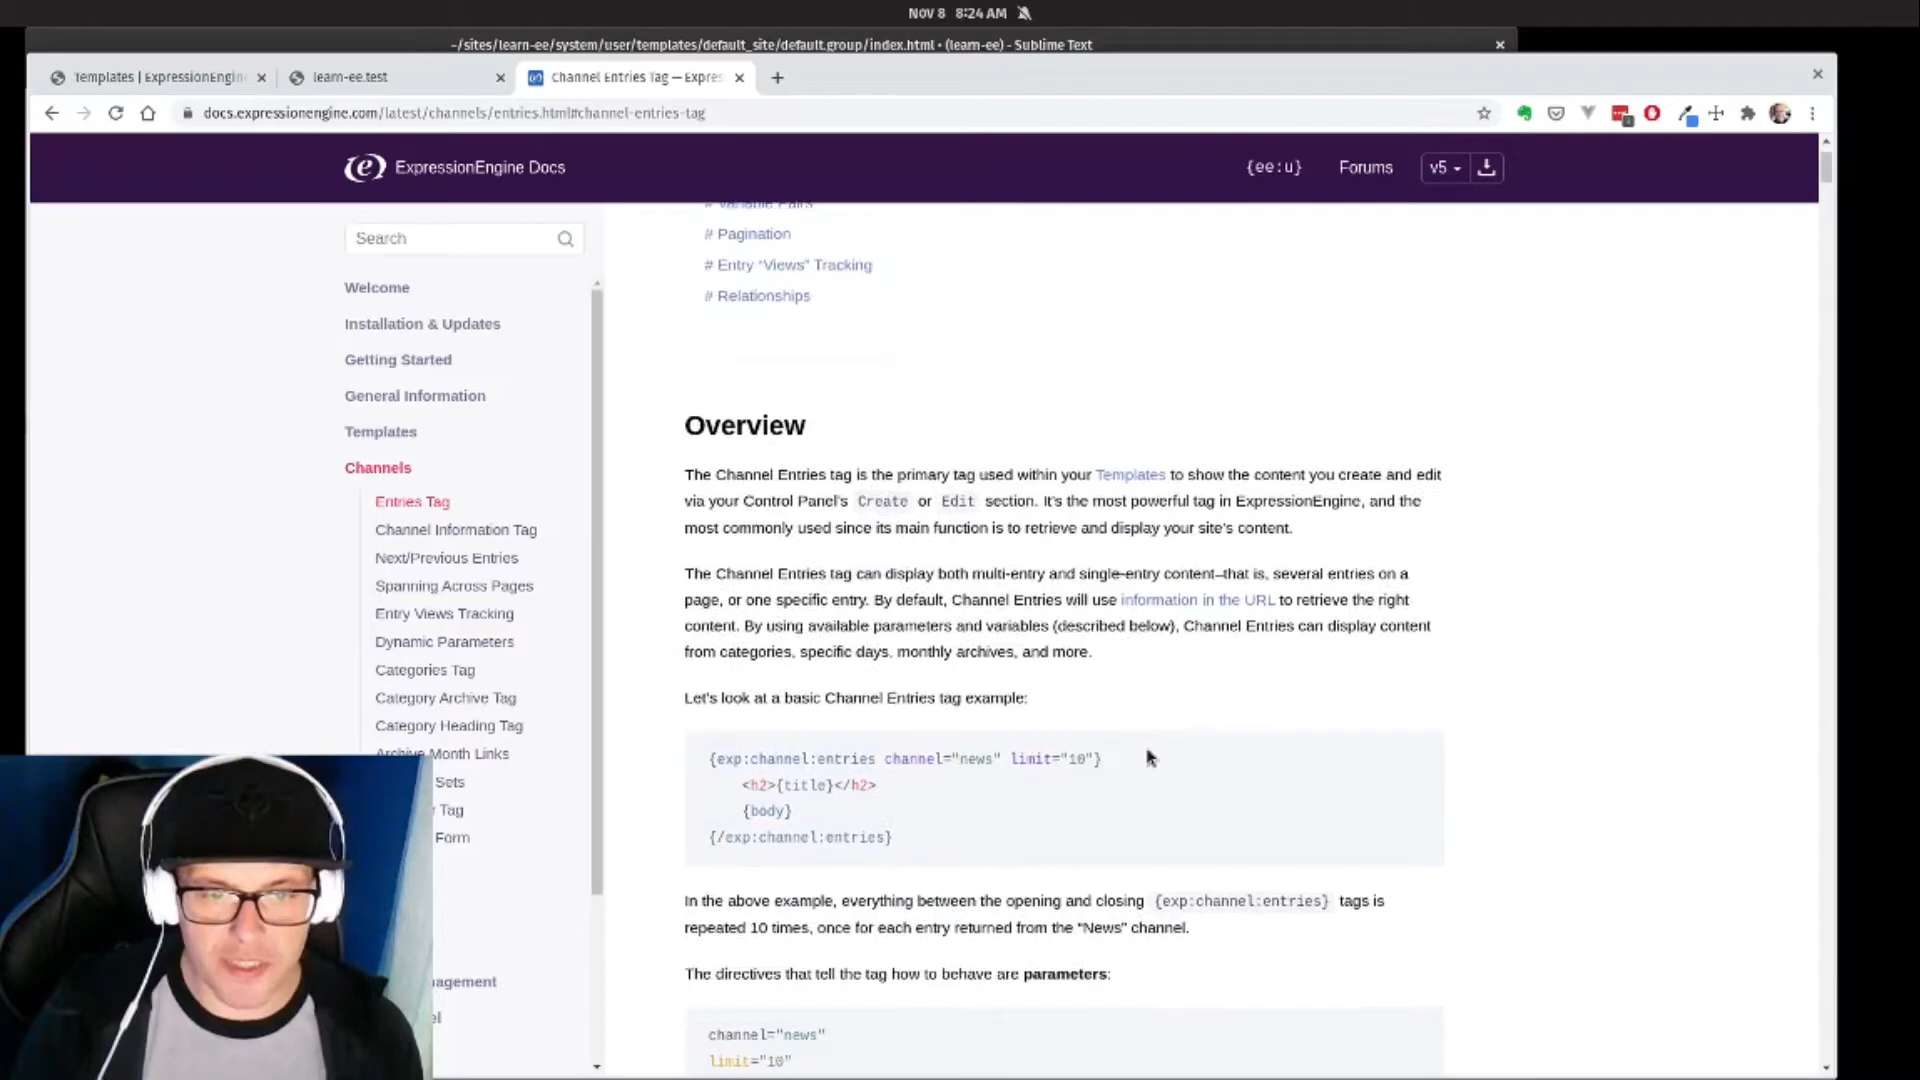 NOV 8 8:24 AM
~/sites/learn-ee/system/user/templates/default_site/default.group/index.html • (learn-ee) - Sublime Text
Templates | ExpressionEngin
learn-ee.test
Channel Entries Tag — Expres
docs.expressionengine.com/latest/channels/entries.html#channel-entries-tag
ExpressionEngine Docs
{ee:u}
Forums
v5
Search
Welcome
Installation & Updates
Getting Started
General Information
Templates
Channels
Entries Tag
Channel Information Tag
Next/Previous Entries
Spanning Across Pages
Entry Views Tracking
Dynamic Parameters
Categories Tag
Category Archive Tag
Category Heading Tag
Archive Month Links
Sets
Tag
Form
# Variable Pairs
# Pagination
# Entry “Views” Tracking
# Relationships
Overview
The Channel Entries tag is the primary tag used within your Templates to show the content you create and edit
via your Control Panel's Create or Edit section. It's the most powerful tag in ExpressionEngine, and the
most commonly used since its main function is to retrieve and display your site's content.
The Channel Entries tag can display both multi-entry and single-entry content–that is, several entries on a
page, or one specific entry. By default, Channel Entries will use information in the URL to retrieve the right
content. By using available parameters and variables (described below), Channel Entries can display content
from categories, specific days, monthly archives, and more.
Let's look at a basic Channel Entries tag example:
{exp:channel:entries channel="news" limit="10"}
<h2>{title}</h2>
{body}
{/exp:channel:entries}
In the above example, everything between the opening and closing {exp:channel:entries} tags is
repeated 10 times, once for each entry returned from the “News” channel.
The directives that tell the tag how to behave are parameters:
channel="news"
limit="10"